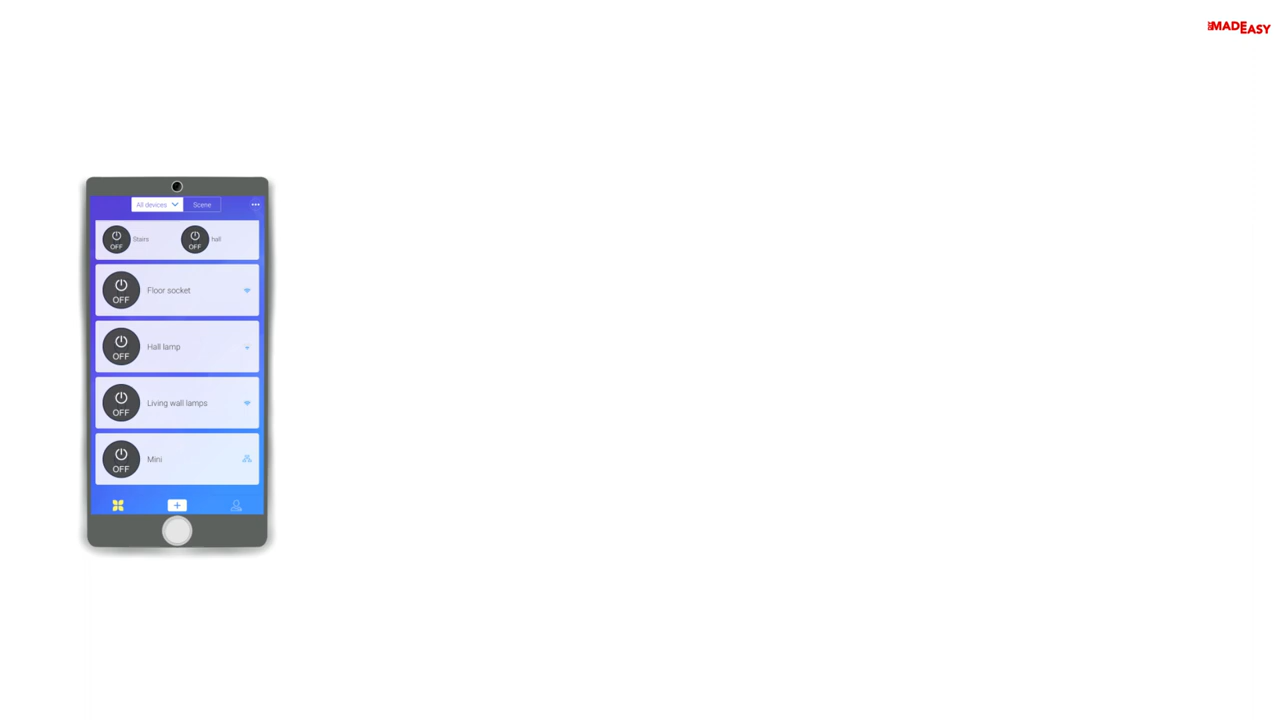 MADEASY
All devices Scene
OFF Stairs OFF hall
Floor socket
OFF
Hall lamp
OFF
Living wall lamps
OFF
Mini
OFF